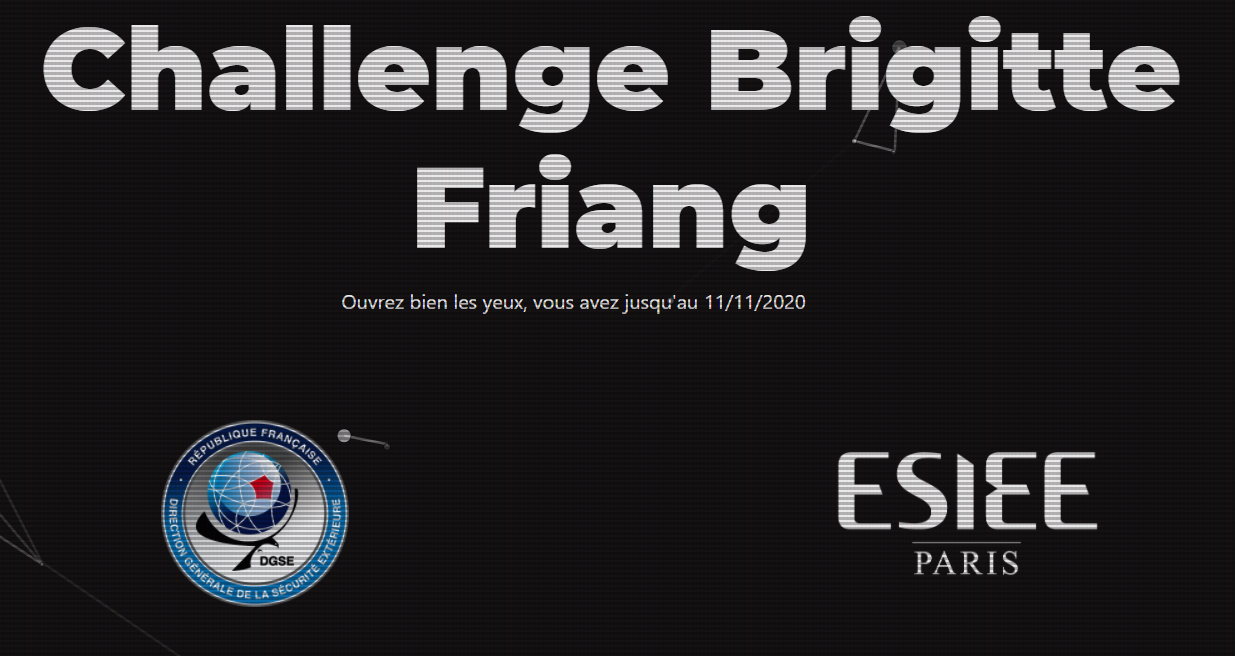 Challenge Brigitte
Friang
Ouvrez bien les yeux, vous avez jusqu'au 11/11/2020
RÉPUBLIQUE FRANÇAISE
DIRECTION GÉNÉRALE DE LA SÉCURITÉ EXTÉRIEURE
DGSE
ESIEE
PARIS